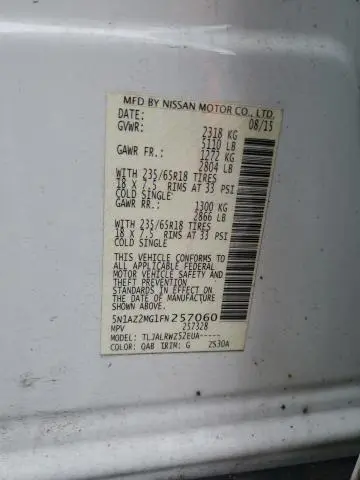 MFD BY NISSAN MOTOR CO., LTD.
DATE: 08/15
GVWR: 2318 KG
5110 LB
GAWR FR.: 1272 KG
2804 LB
WITH 235/65R18 TIRES
18 X 7.5 RIMS AT 33 PSI
COLD SINGLE
GAWR RR.: 1300 KG
2866 LB
WITH 235/65R18 TIRES
18 X 7.5 RIMS AT 33 PSI
COLD SINGLE
THIS VEHICLE CONFORMS TO
ALL APPLICABLE FEDERAL
MOTOR VEHICLE SAFETY AND
THEFT PREVENTION
STANDARDS IN EFFECT ON
THE DATE OF MANUFACTURE
SHOWN ABOVE.
5N1AZ2MG1FN257060
MPV 257328
MODEL: TLJALRWZ52EUA-----
COLOR: QAB TRIM: G 2530A